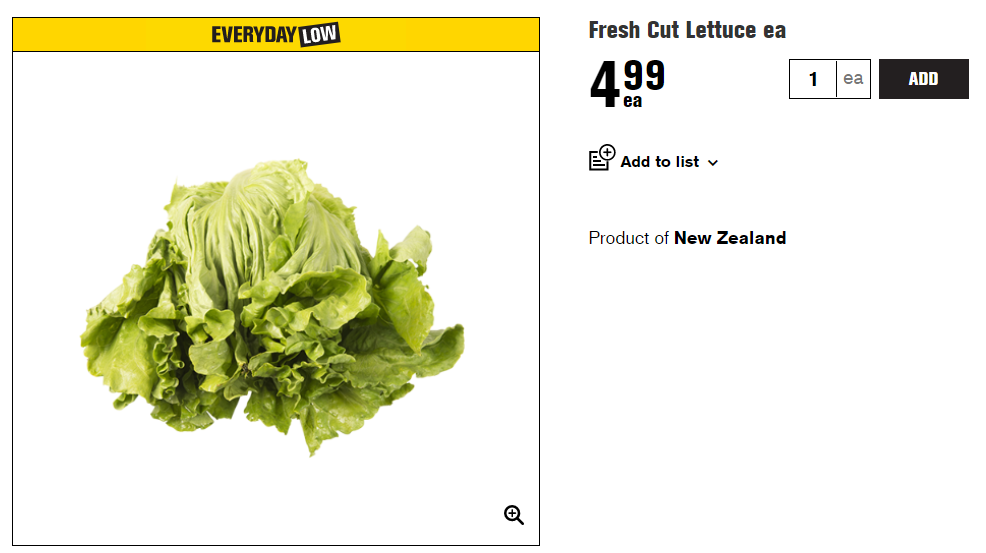 EVERYDAY LOW
Fresh Cut Lettuce ea
4 99
ea
1 ea
ADD
Add to list
Product of New Zealand